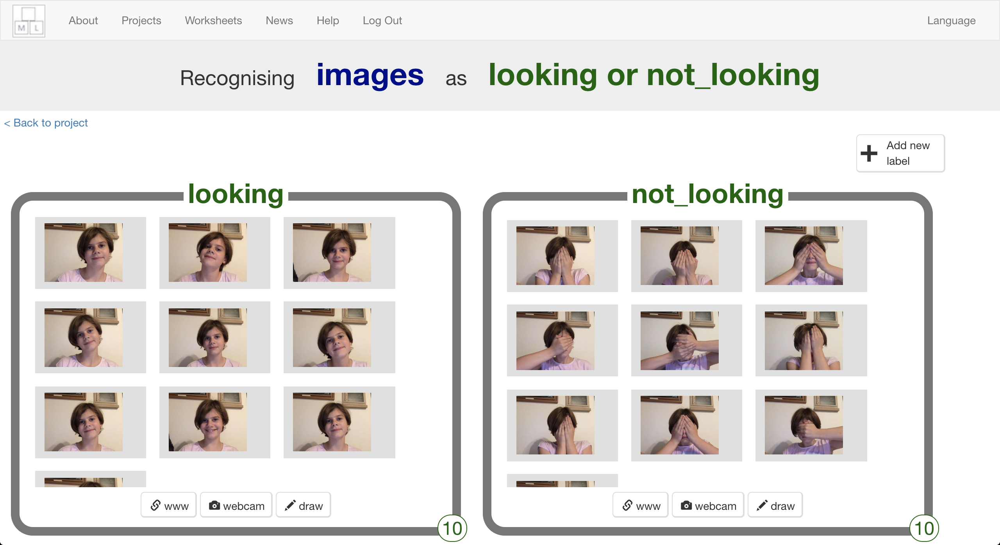 M L
About
Projects
Worksheets
News
Help
Log Out
Language
Recognising images as looking or not_looking
< Back to project
Add new
label
looking
www
webcam
draw
10
not_looking
www
webcam
draw
10